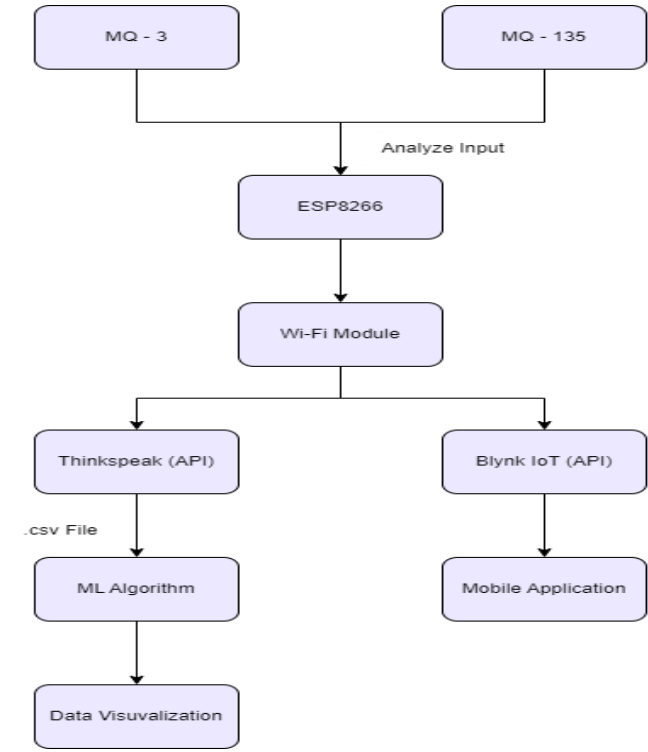 MQ - 3
MQ - 135
Analyze Input
ESP8266
Wi-Fi Module
Thinkspeak (API)
Blynk IoT (API)
.csv File
ML Algorithm
Mobile Application
Data Visuvalization